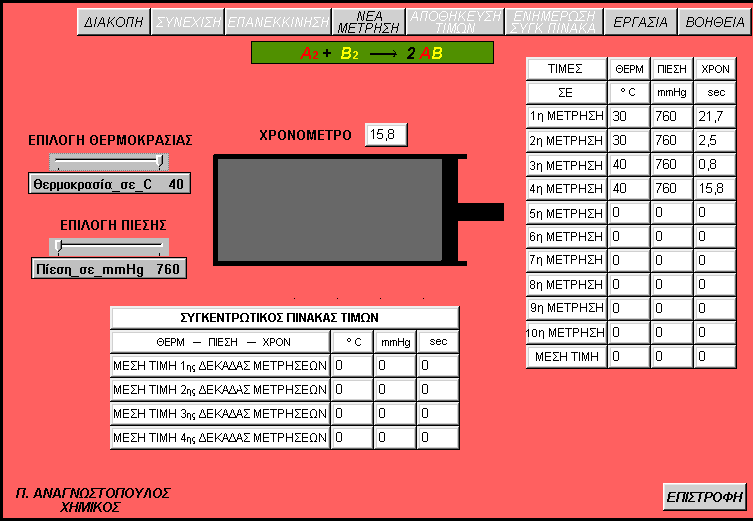 ΔΙΑΚΟΠΗ ΣΥΝΕΧΙΣΗ ΕΠΑΝΕΚΚΙΝΗΣΗ ΝΕΑ ΜΕΤΡΗΣΗ ΑΠΟΘΗΚΕΥΣΗ ΤΙΜΩΝ ΕΝΗΜΕΡΩΣΗ ΣΥΓΚ ΠΙΝΑΚΑ ΕΡΓΑΣΙΑ ΒΟΗΘΕΙΑ
A2 + B2 → 2 AB
ΤΙΜΕΣ ΘΕΡΜ ΠΙΕΣΗ ΧΡΟΝ
ΣΕ º C mmHg sec
1η ΜΕΤΡΗΣΗ 30 760 21,7
2η ΜΕΤΡΗΣΗ 30 760 2,5
3η ΜΕΤΡΗΣΗ 40 760 0,8
4η ΜΕΤΡΗΣΗ 40 760 15,8
5η ΜΕΤΡΗΣΗ 0 0 0
6η ΜΕΤΡΗΣΗ 0 0 0
7η ΜΕΤΡΗΣΗ 0 0 0
8η ΜΕΤΡΗΣΗ 0 0 0
9η ΜΕΤΡΗΣΗ 0 0 0
10η ΜΕΤΡΗΣΗ 0 0 0
ΜΕΣΗ ΤΙΜΗ 0 0 0
ΧΡΟΝΟΜΕΤΡΟ 15,8
ΕΠΙΛΟΓΗ ΘΕΡΜΟΚΡΑΣΙΑΣ
Θερμοκρασία_σε_C 40
ΕΠΙΛΟΓΗ ΠΙΕΣΗΣ
Πίεση_σε_mmHg 760
ΣΥΓΚΕΝΤΡΩΤΙΚΟΣ ΠΙΝΑΚΑΣ ΤΙΜΩΝ
ΘΕΡΜ — ΠΙΕΣΗ — ΧΡΟΝ º C mmHg sec
ΜΕΣΗ ΤΙΜΗ 1ης ΔΕΚΑΔΑΣ ΜΕΤΡΗΣΕΩΝ 0 0 0
ΜΕΣΗ ΤΙΜΗ 2ης ΔΕΚΑΔΑΣ ΜΕΤΡΗΣΕΩΝ 0 0 0
ΜΕΣΗ ΤΙΜΗ 3ης ΔΕΚΑΔΑΣ ΜΕΤΡΗΣΕΩΝ 0 0 0
ΜΕΣΗ ΤΙΜΗ 4ης ΔΕΚΑΔΑΣ ΜΕΤΡΗΣΕΩΝ 0 0 0
Π. ΑΝΑΓΝΩΣΤΟΠΟΥΛΟΣ
ΧΗΜΙΚΟΣ
ΕΠΙΣΤΡΟΦΗ